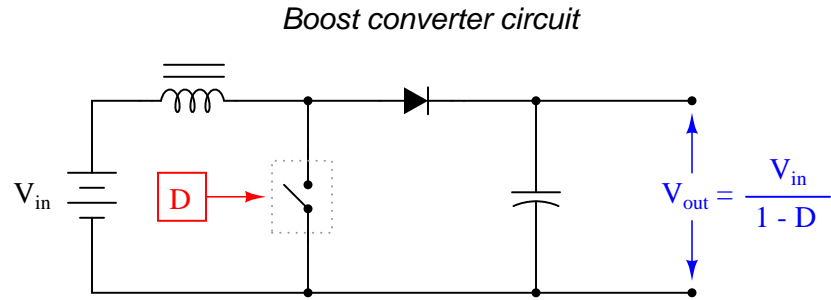 Boost converter circuit
V_in
D
V_out = V_in / 1 - D